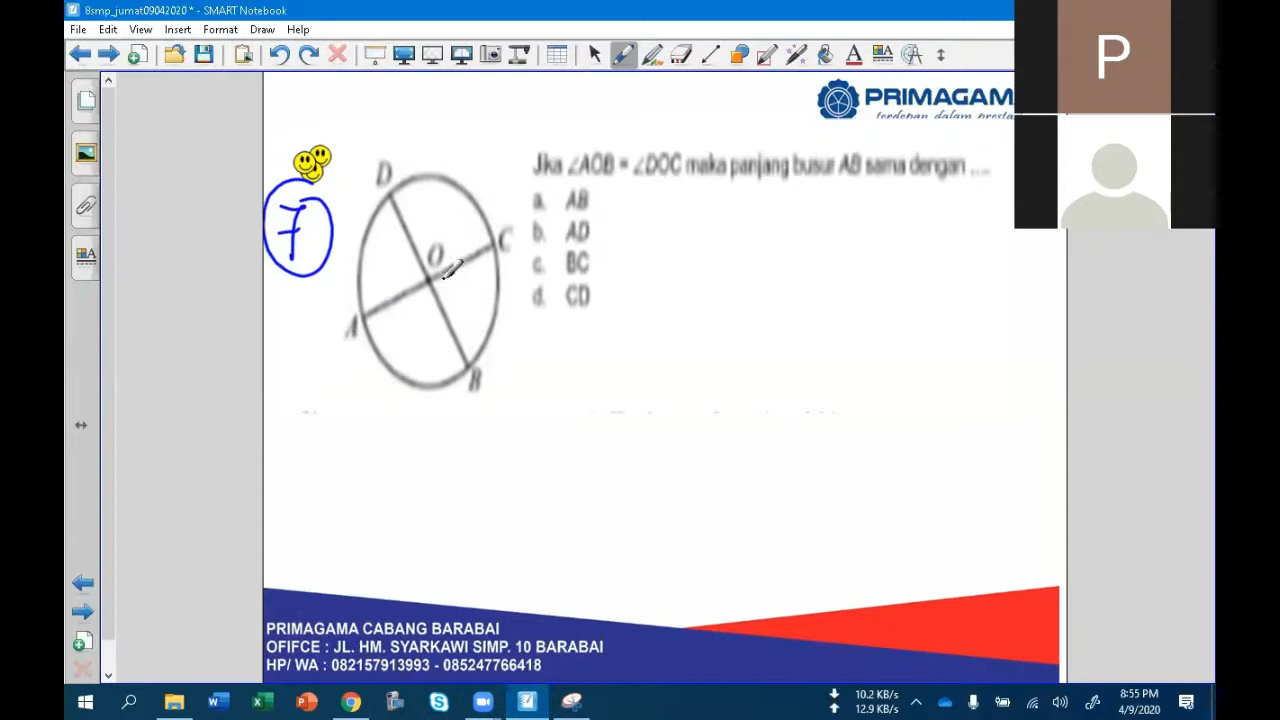 8smp_jumat09042020 * - SMART Notebook
File Edit View Insert Format Draw Help
P
PRIMAGAM
terdepan dalam presta
7
D
C
O
A
B
Jika ∠AOB = ∠DOC maka panjang busur AB sama dengan ....
a. AB
b. AD
c. BC
d. CD
PRIMAGAMA CABANG BARABAI
OFIFCE : JL. HM. SYARKAWI SIMP. 10 BARABAI
HP/ WA : 082157913993 - 085247766418
10.2 KB/s
12.9 KB/s
8:55 PM
4/9/2020